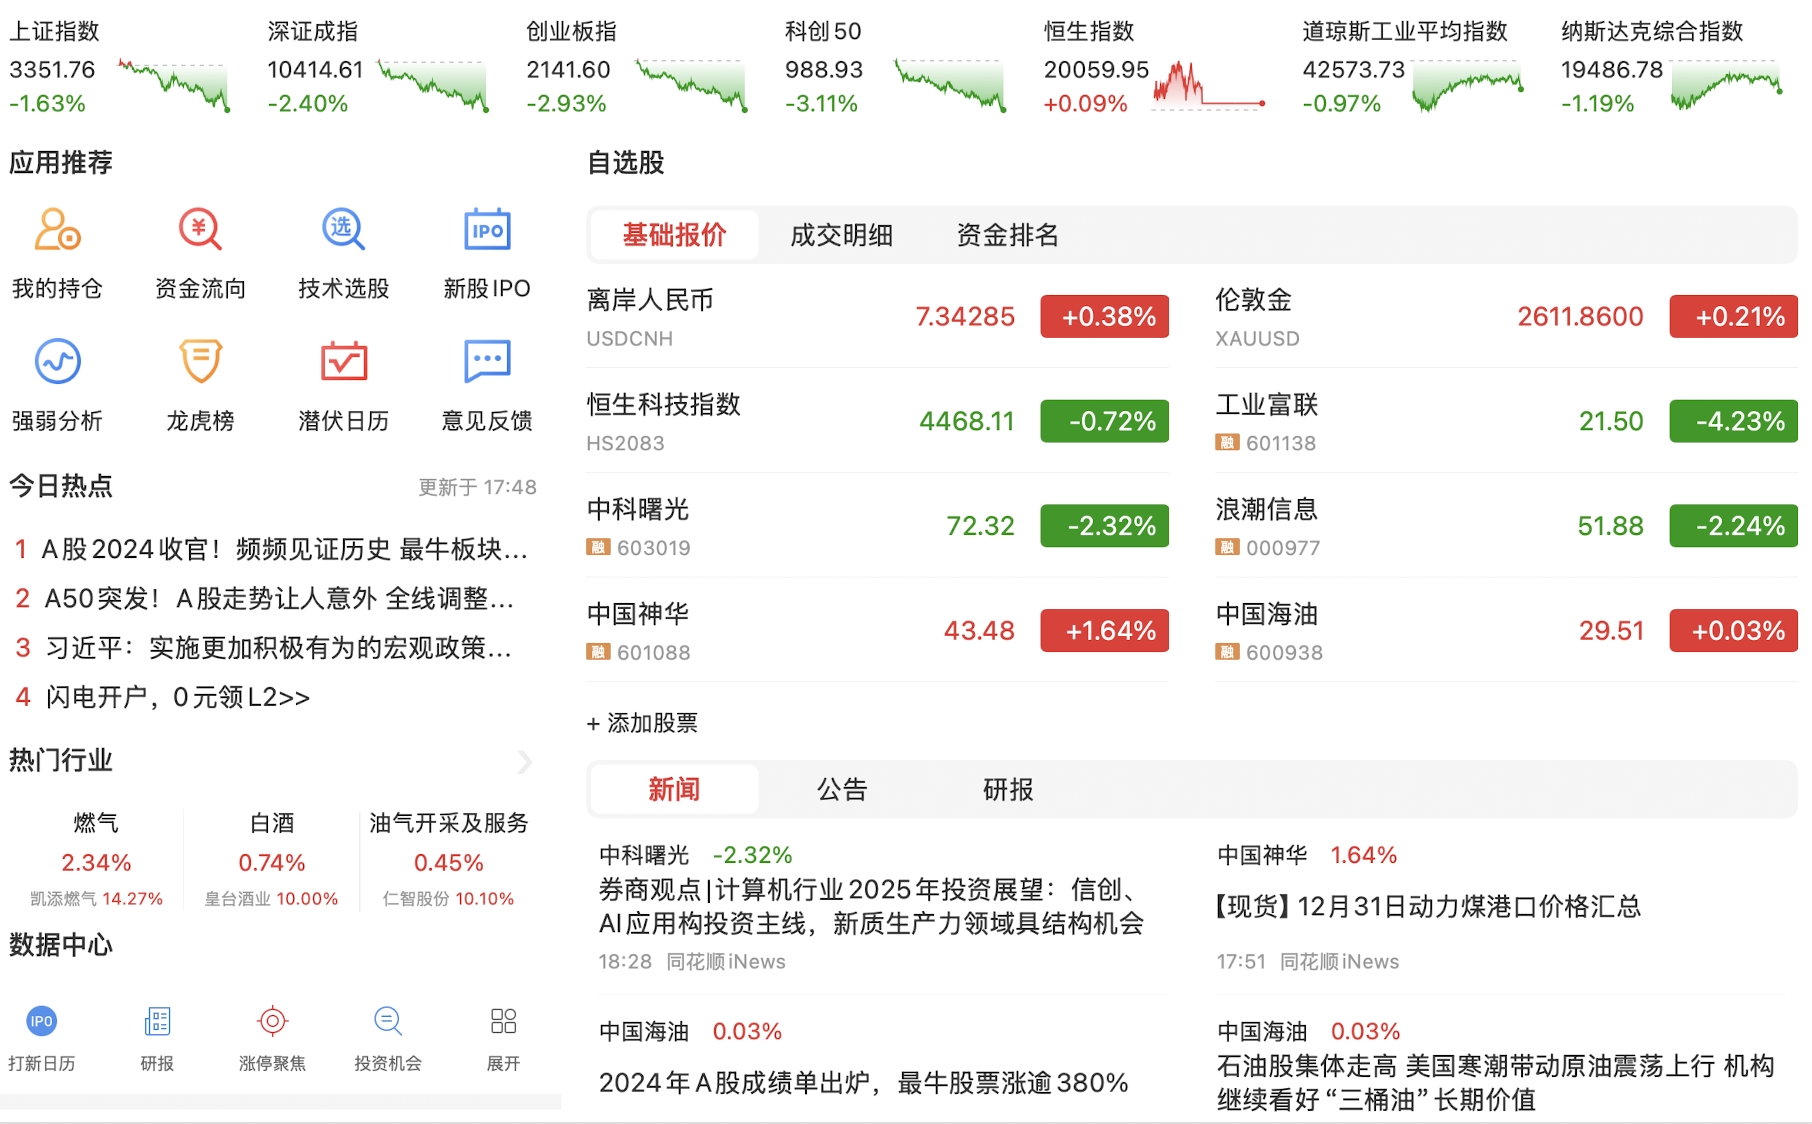 上证指数
3351.76
-1.63%
深证成指
10414.61
-2.40%
创业板指
2141.60
-2.93%
科创50
988.93
-3.11%
恒生指数
20059.95
+0.09%
道琼斯工业平均指数
42573.73
-0.97%
纳斯达克综合指数
19486.78
-1.19%
应用推荐
我的持仓
¥
资金流向
选
技术选股
IPO
新股IPO
强弱分析
龙虎榜
潜伏日历
意见反馈
今日热点
更新于 17:48
1 A股2024收官！频频见证历史 最牛板块...
2 A50突发！A股走势让人意外 全线调整...
3 习近平：实施更加积极有为的宏观政策...
4 闪电开户，0元领L2>>
热门行业
燃气
2.34%
凯添燃气 14.27%
白酒
0.74%
皇台酒业 10.00%
油气开采及服务
0.45%
仁智股份 10.10%
数据中心
IPO
打新日历
研报
涨停聚焦
投资机会
展开
自选股
基础报价 成交明细 资金排名
离岸人民币
USDCNH
7.34285 +0.38%
伦敦金
XAUUSD
2611.8600 +0.21%
恒生科技指数
HS2083
4468.11 -0.72%
工业富联
融 601138
21.50 -4.23%
中科曙光
融 603019
72.32 -2.32%
浪潮信息
融 000977
51.88 -2.24%
中国神华
融 601088
43.48 +1.64%
中国海油
融 600938
29.51 +0.03%
+ 添加股票
新闻 公告 研报
中科曙光 -2.32%
券商观点|计算机行业2025年投资展望：信创、
AI应用构投资主线，新质生产力领域具结构机会
18:28 同花顺iNews
中国神华 1.64%
【现货】12月31日动力煤港口价格汇总
17:51 同花顺iNews
中国海油 0.03%
2024年A股成绩单出炉，最牛股票涨逾380%
中国海油 0.03%
石油股集体走高 美国寒潮带动原油震荡上行 机构
继续看好“三桶油”长期价值